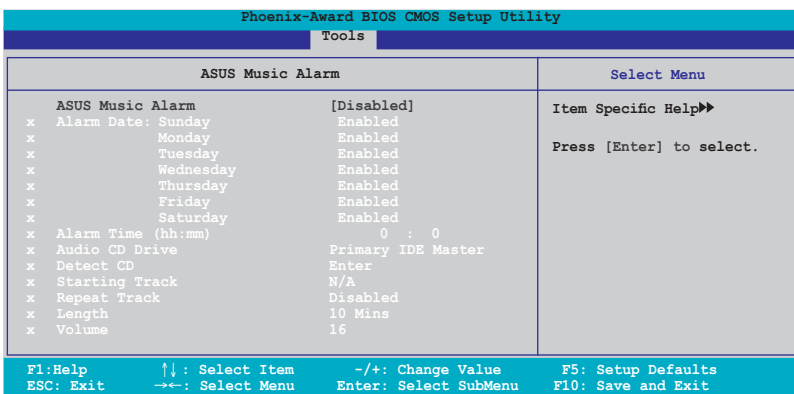 Phoenix-Award BIOS CMOS Setup Utility
Tools
ASUS Music Alarm
Select Menu
ASUS Music Alarm [Disabled]
x Alarm Date: Sunday Enabled
x Monday Enabled
x Tuesday Enabled
x Wednesday Enabled
x Thursday Enabled
x Friday Enabled
x Saturday Enabled
x Alarm Time (hh:mm) 0 : 0
x Audio CD Drive Primary IDE Master
x Detect CD Enter
x Starting Track N/A
x Repeat Track Disabled
x Length 10 Mins
x Volume 16
Item Specific Help▶▶
Press [Enter] to select.
F1:Help ↑↓ : Select Item -/+: Change Value F5: Setup Defaults
ESC: Exit →←: Select Menu Enter: Select SubMenu F10: Save and Exit